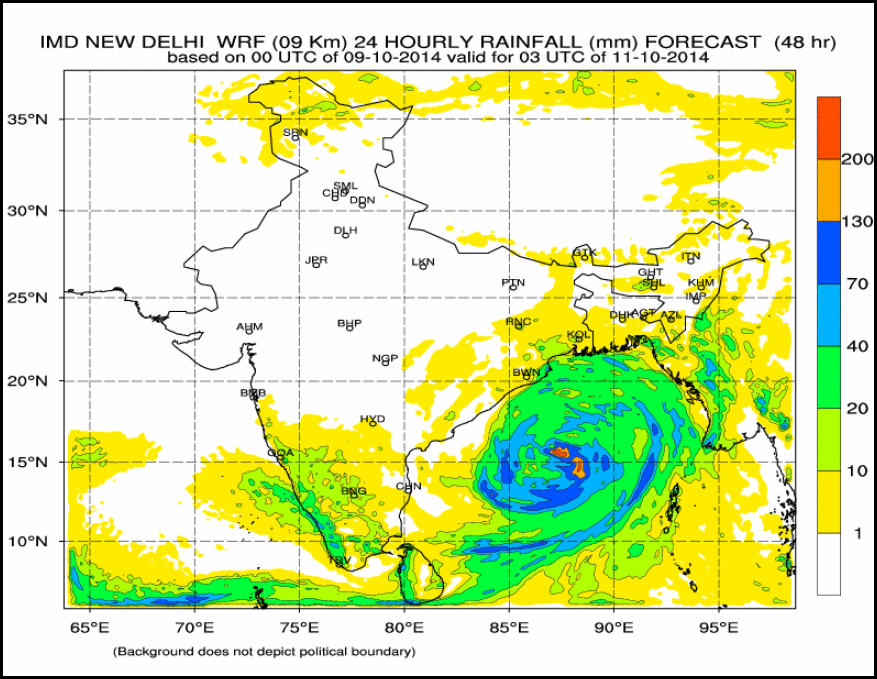 IMD NEW DELHI WRF (09 Km) 24 HOURLY RAINFALL (mm) FORECAST (48 hr)
based on 00 UTC of 09-10-2014 valid for 03 UTC of 11-10-2014
35°N
30°N
25°N
20°N
15°N
10°N
SRN
SML
CHD
DDN
DLH
JPR
LKN
GTK
ITN
GHT
SHL
KHM
IMP
PTN
DHK
AGT
AZL
AHM
BHP
RNC
KOL
NGP
BWN
BMB
HYD
GOA
BNG
CHN
200
130
70
40
20
10
1
65°E
70°E
75°E
80°E
85°E
90°E
95°E
(Background does not depict political boundary)